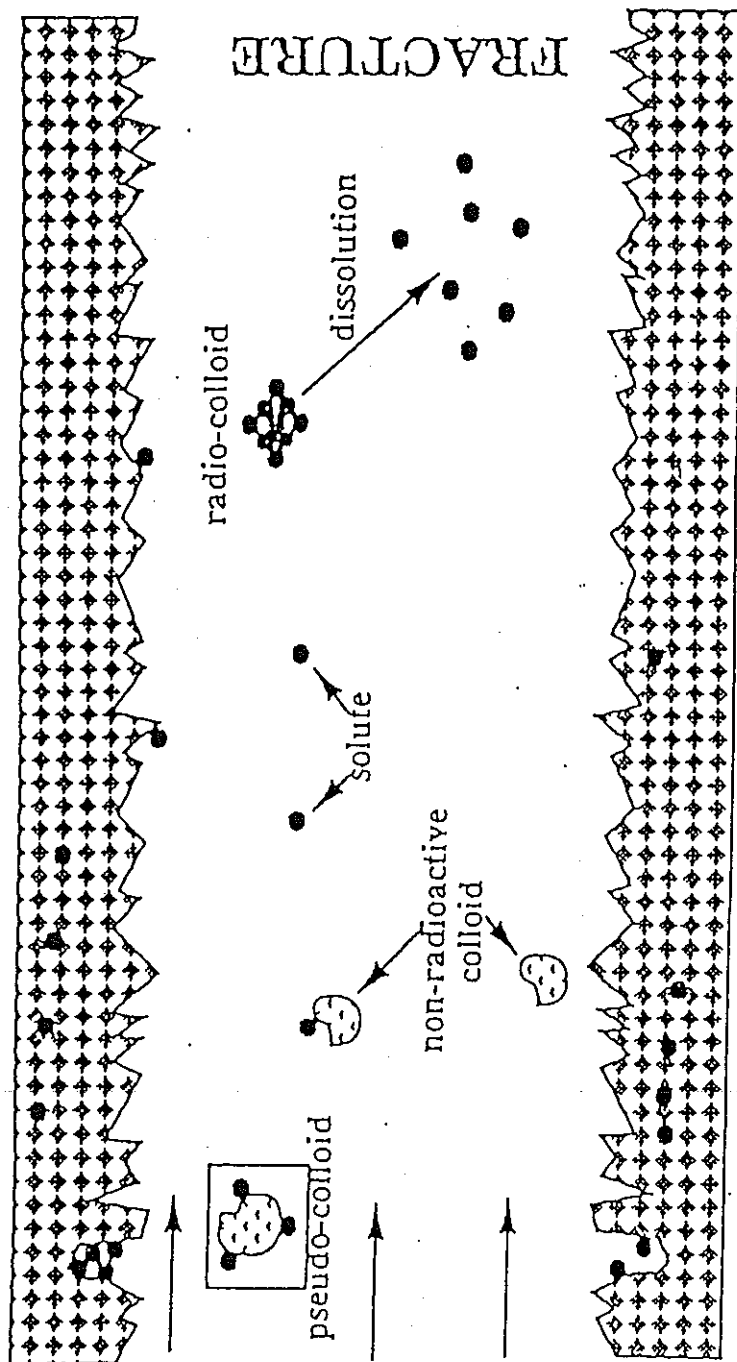 FRACTURE
radio-colloid
dissolution
solute
non-radioactive
colloid
pseudo-colloid